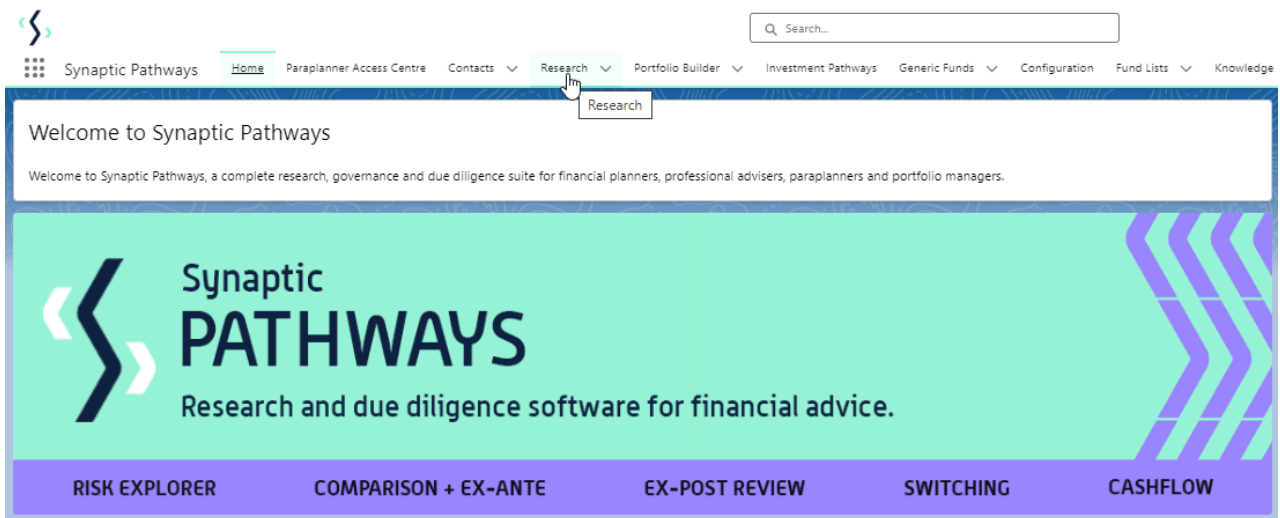 Search...
Synaptic Pathways Home Paraplanner Access Centre Contacts Research Portfolio Builder Investment Pathways Generic Funds Configuration Fund Lists Knowledge
Research
Welcome to Synaptic Pathways
Welcome to Synaptic Pathways, a complete research, governance and due diligence suite for financial planners, professional advisers, paraplanners and portfolio managers.
Synaptic
PATHWAYS
Research and due diligence software for financial advice.
RISK EXPLORER COMPARISON + EX-ANTE EX-POST REVIEW SWITCHING CASHFLOW